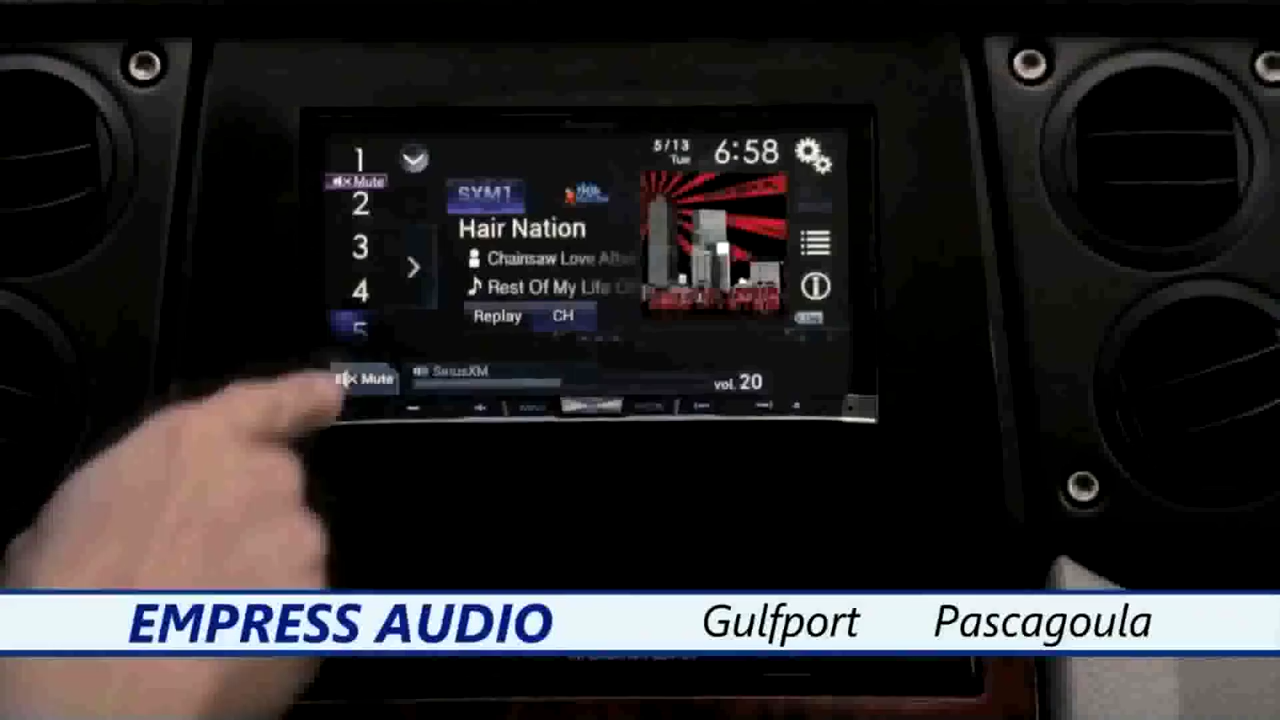 5/13
Tue
6:58
1
Mute
2
3
4
5
SXM1
Hair Nation
Chainsaw Love
Rest Of My Life
Replay
CH
Mute
SiriusXM
vol. 20
EMPRESS AUDIO
Gulfport
Pascagoula